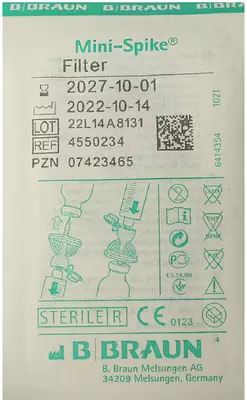 B|BRAUN B|BRAUN B|BRAUN
Mini-Spike®
Filter
2027-10-01
2022-10-14
LOT 22L14A8131
REF 4550234
PZN 07423465
1021
6414354
STERILE R CE 0123
4
B|BRAUN
B. Braun Melsungen AG
34209 Melsungen, Germany